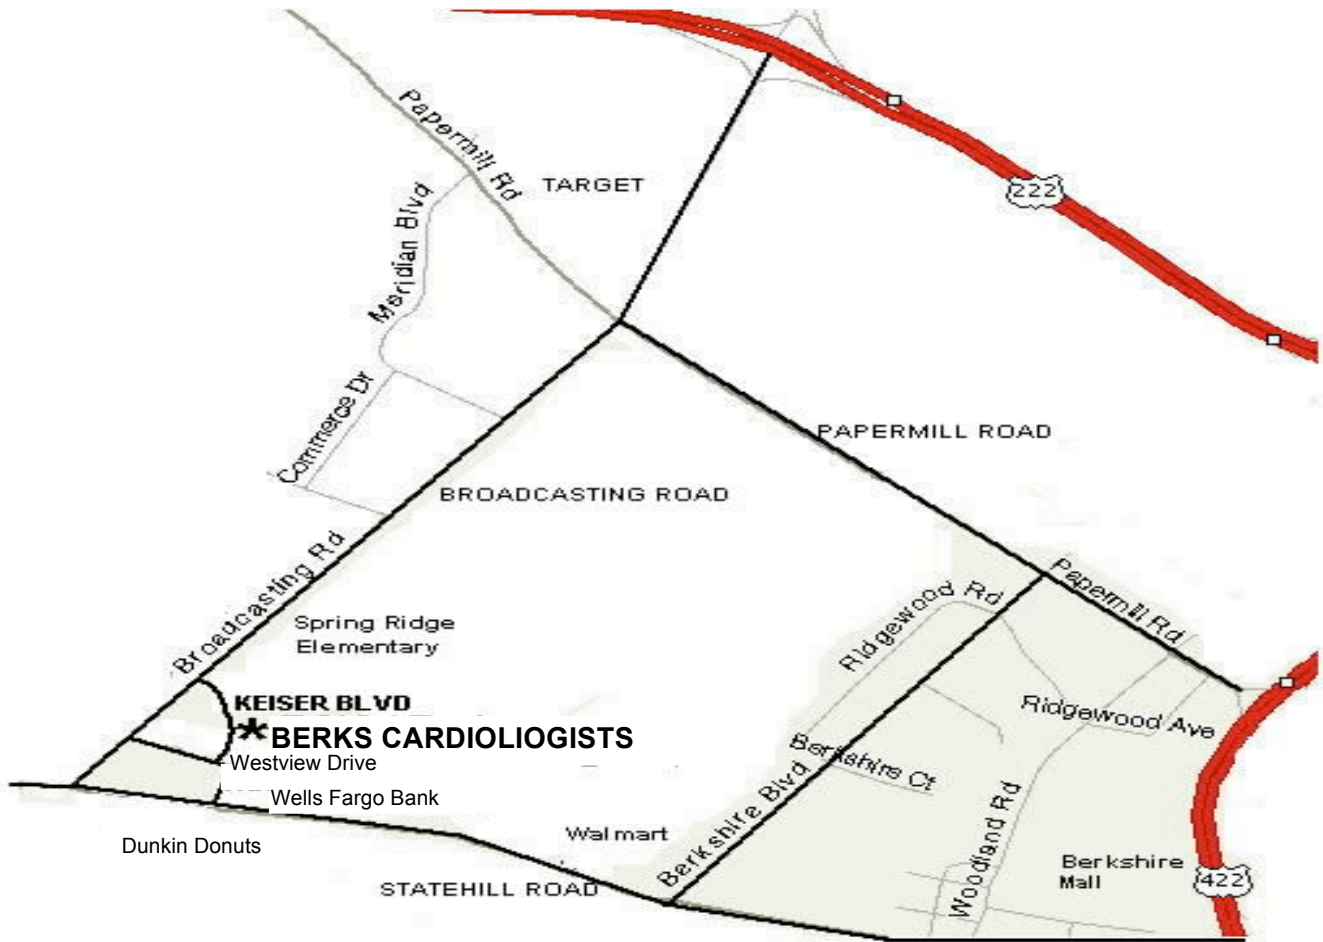 Papermill Rd
TARGET
222
Meridian Blvd
Commerce Dr
PAPERMILL ROAD
BROADCASTING ROAD
Broadcasting Rd
Papermill Rd
Ridgewood Rd
Spring Ridge
Elementary
KEISER BLVD
* BERKS CARDIOLIOGISTS
Ridgewood Ave
Westview Drive
Berkshire Ct
Wells Fargo Bank
Berkshire Blvd
Woodland Rd
Walmart
Dunkin Donuts
Berkshire
Mall
422
STATEHILL ROAD